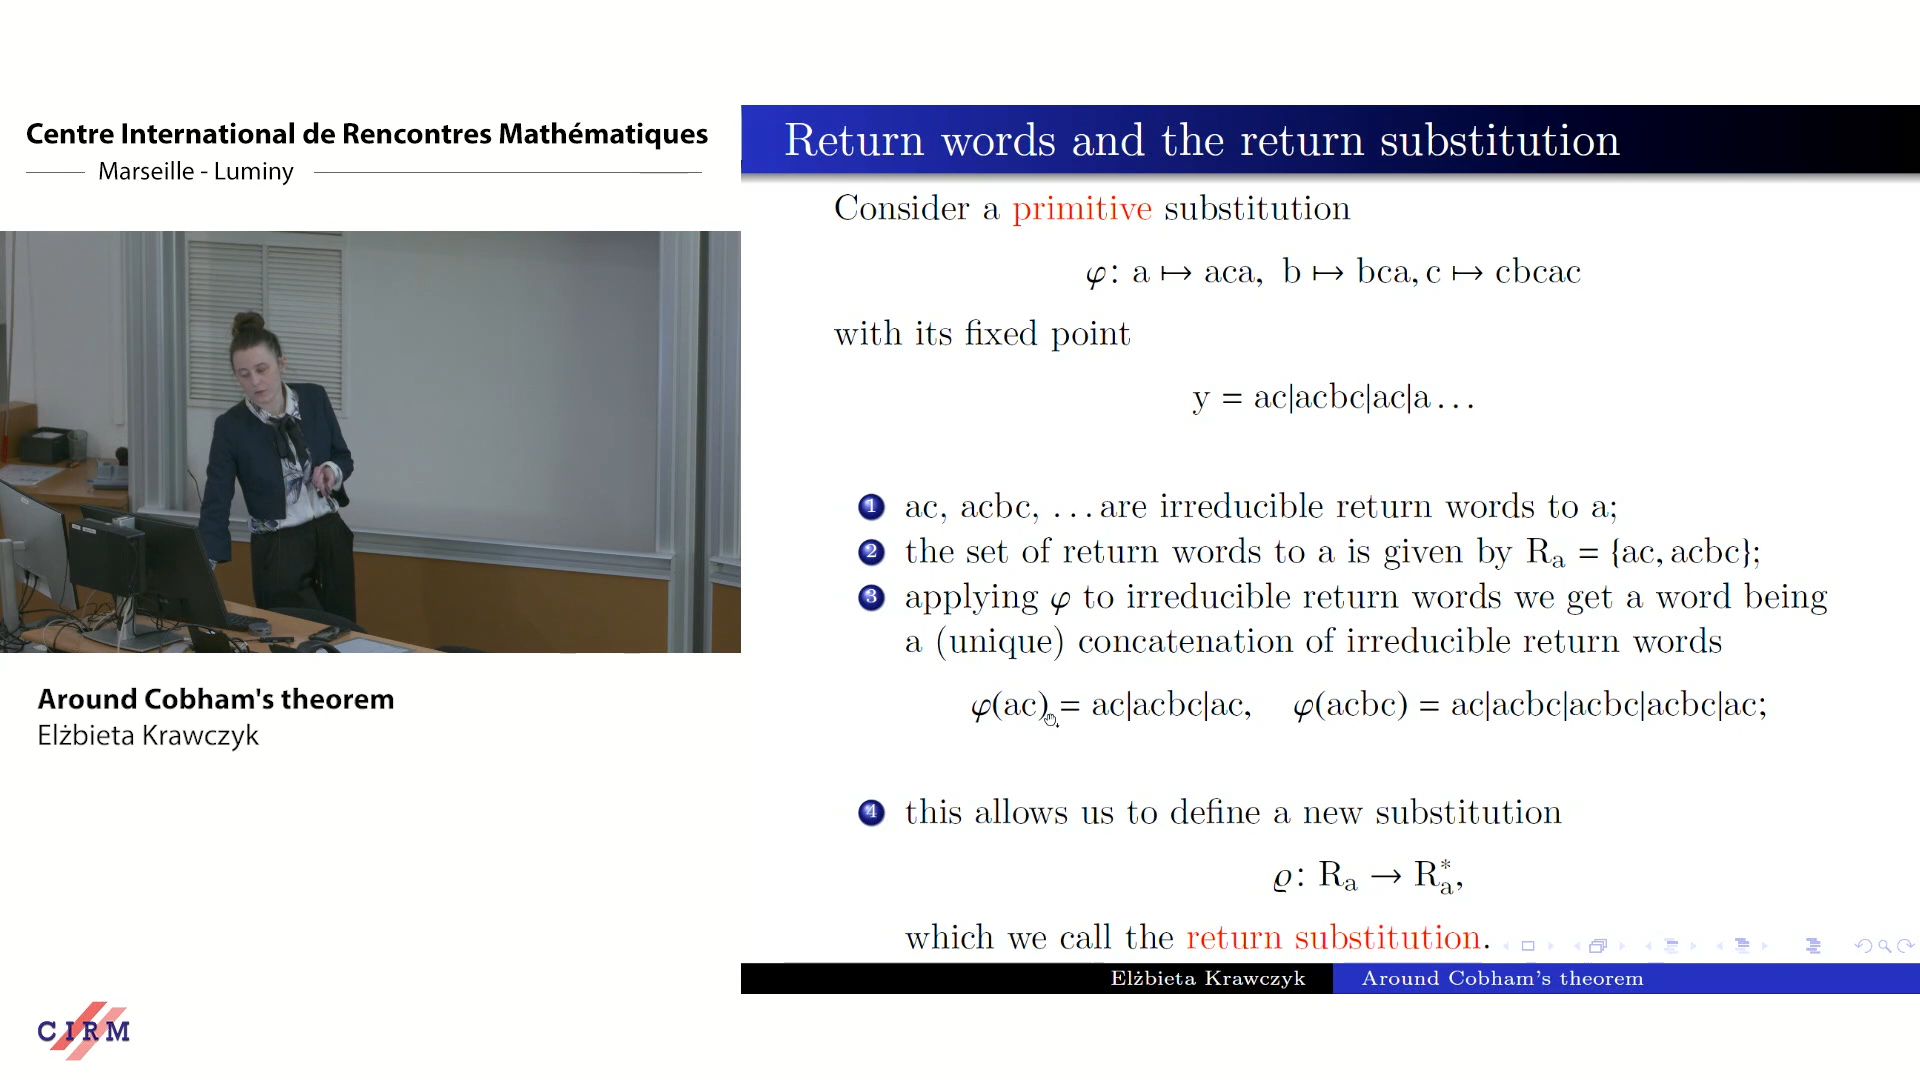 Centre International de Rencontres Mathématiques
Marseille - Luminy
Around Cobham's theorem
Elżbieta Krawczyk
CIRM
Return words and the return substitution
Consider a primitive substitution
φ: a ↦ aca, b ↦ bca, c ↦ cbcac
with its fixed point
y = ac|acbc|ac|a...
1 ac, acbc, ... are irreducible return words to a;
2 the set of return words to a is given by Rₐ = {ac, acbc};
3 applying φ to irreducible return words we get a word being
a (unique) concatenation of irreducible return words
φ(ac) = ac|acbc|ac, φ(acbc) = ac|acbc|acbc|acbc|ac;
4 this allows us to define a new substitution
ϱ: Rₐ → Rₐ*,
which we call the return substitution.
Elżbieta Krawczyk
Around Cobham's theorem